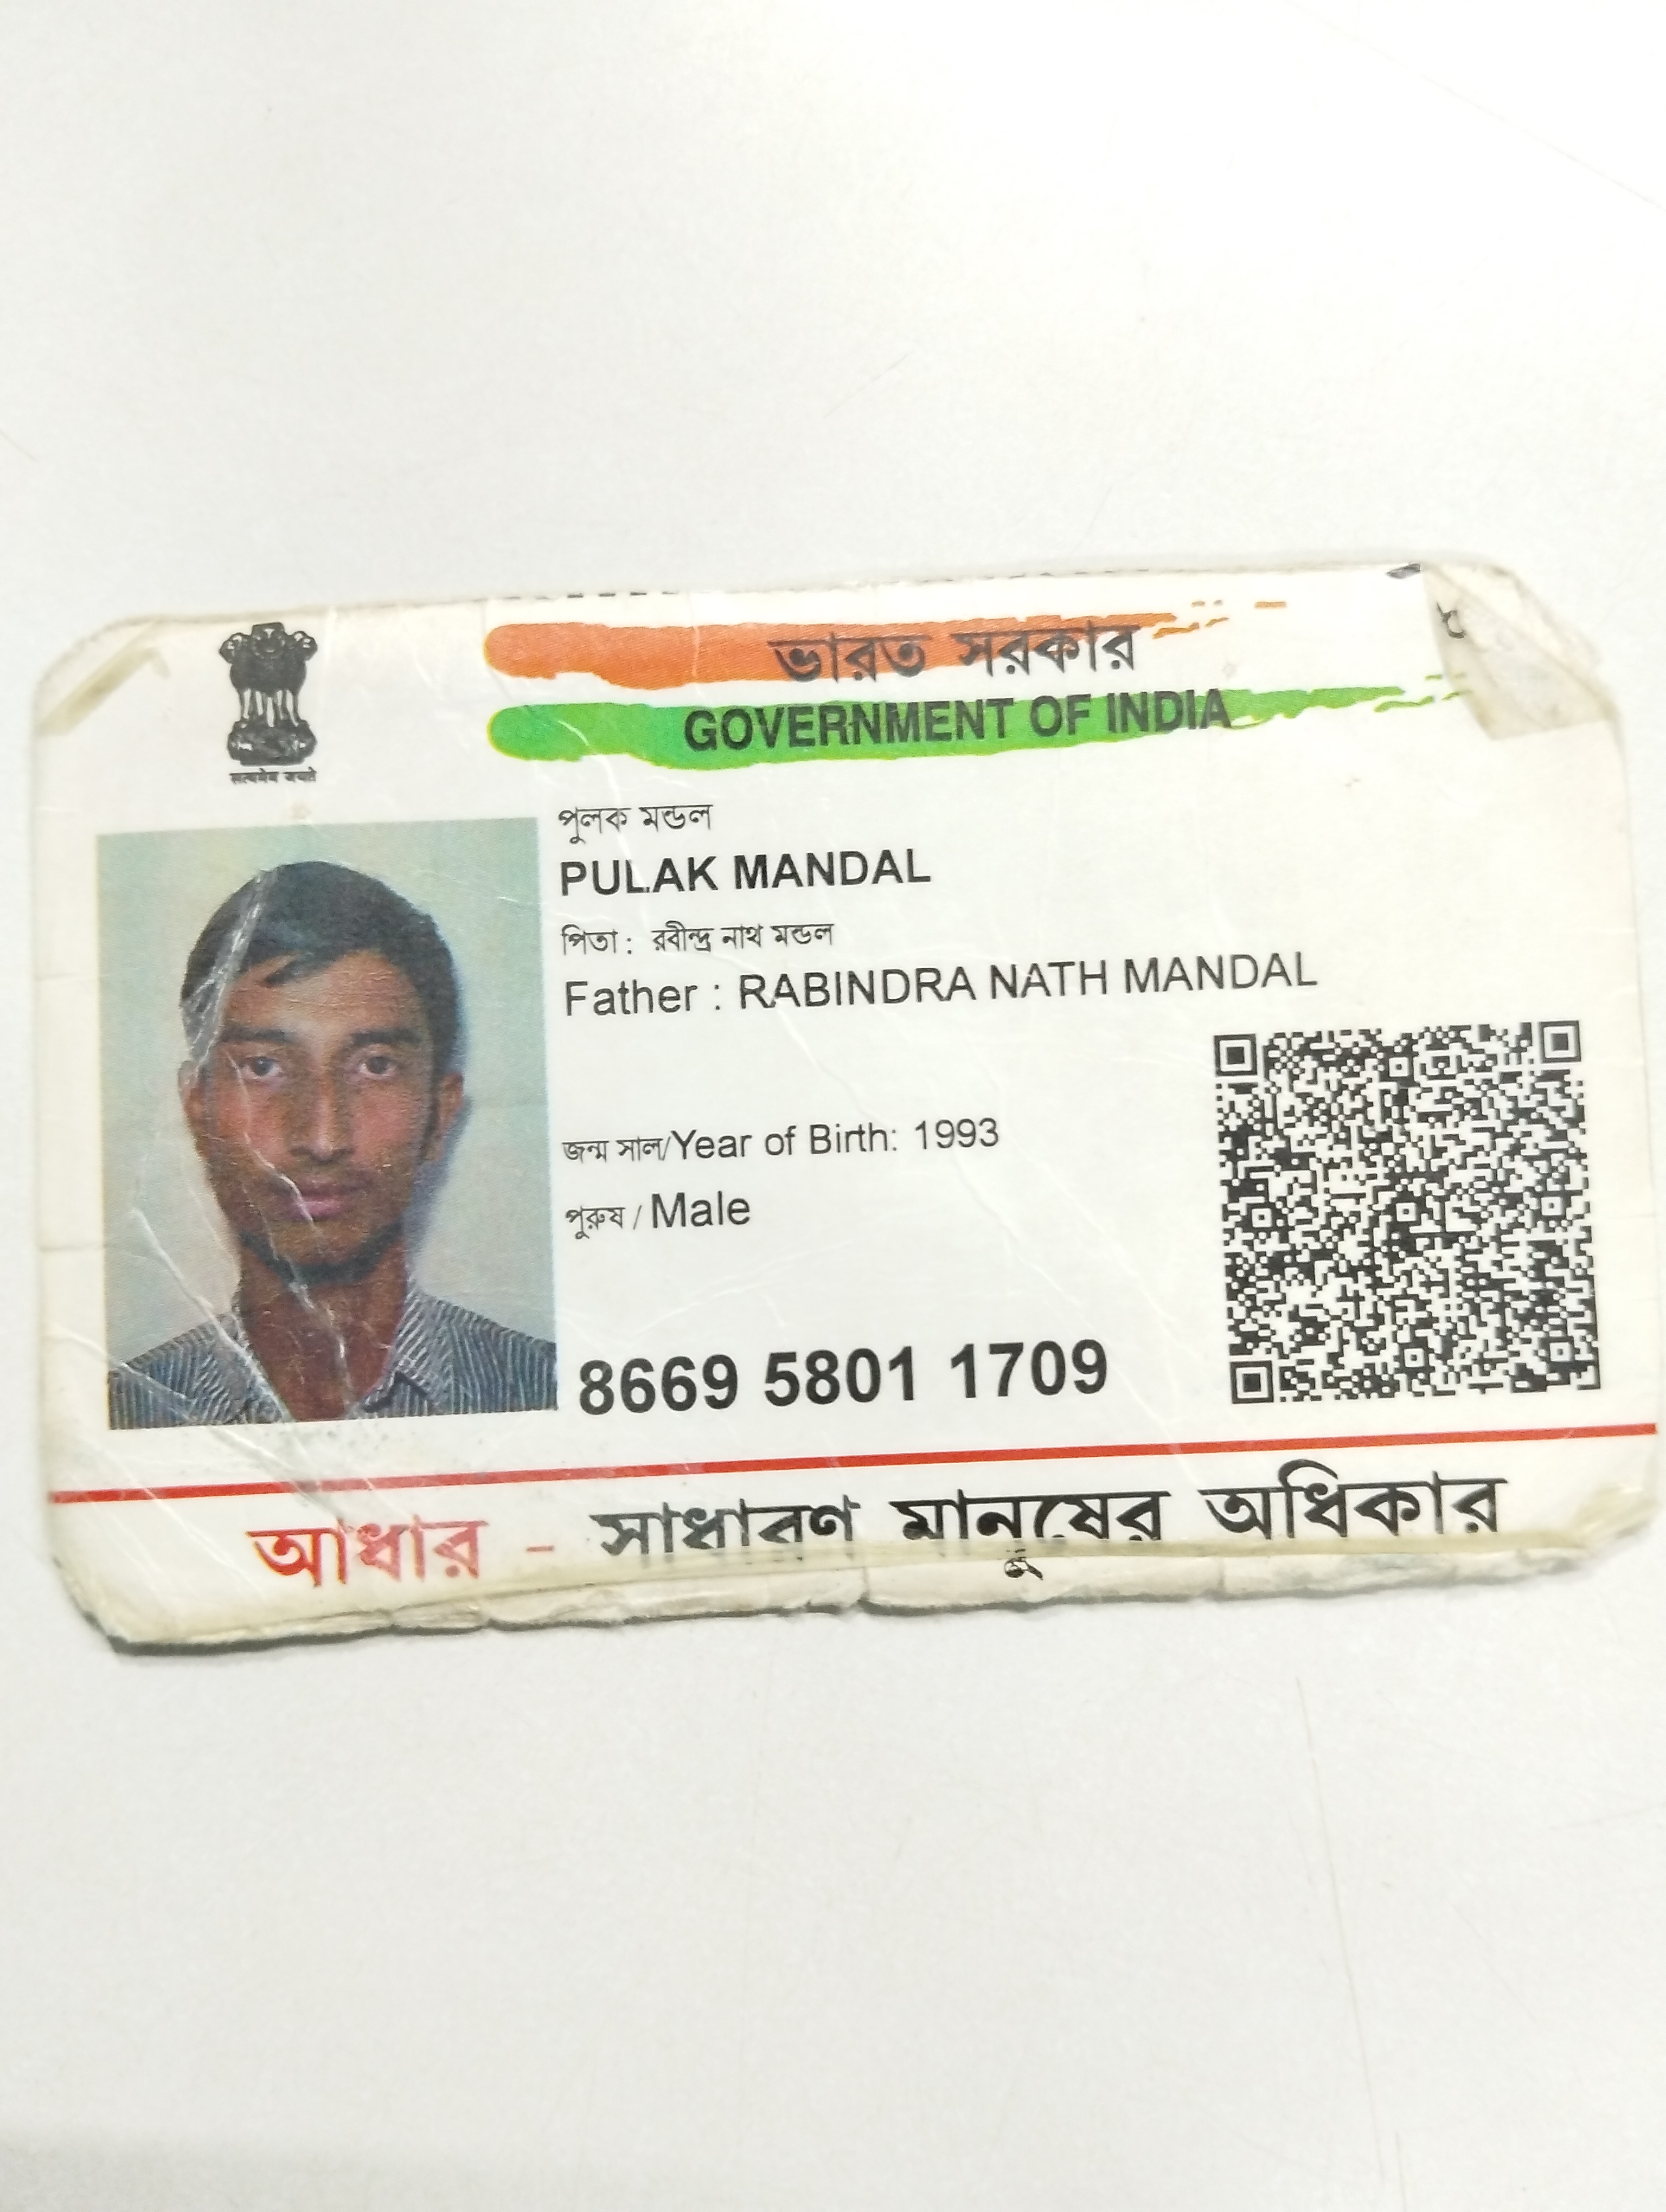 ভারত সরকার
GOVERNMENT OF INDIA
सत्यमेव जयते
পুলক মন্ডল
PULAK MANDAL
পিতা : রবীন্দ্র নাথ মন্ডল
Father : RABINDRA NATH MANDAL
জন্ম সাল/Year of Birth: 1993
পুরুষ / Male
8669 5801 1709
আধার - সাধারণ মানুষের অধিকার